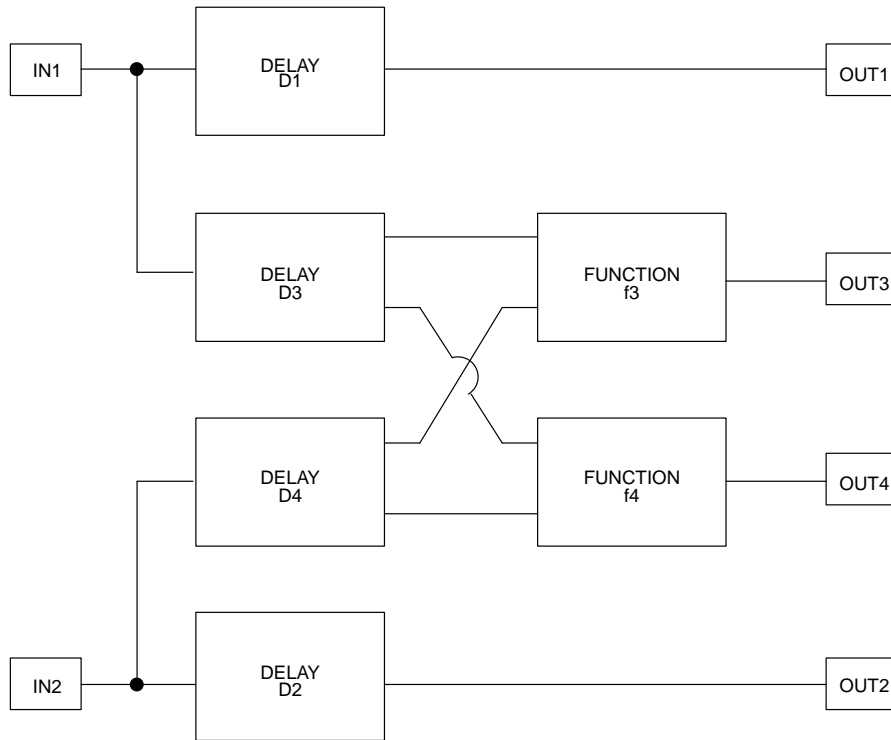 IN1
DELAY
D1
OUT1
DELAY
D3
FUNCTION
f3
OUT3
DELAY
D4
FUNCTION
f4
OUT4
IN2
DELAY
D2
OUT2